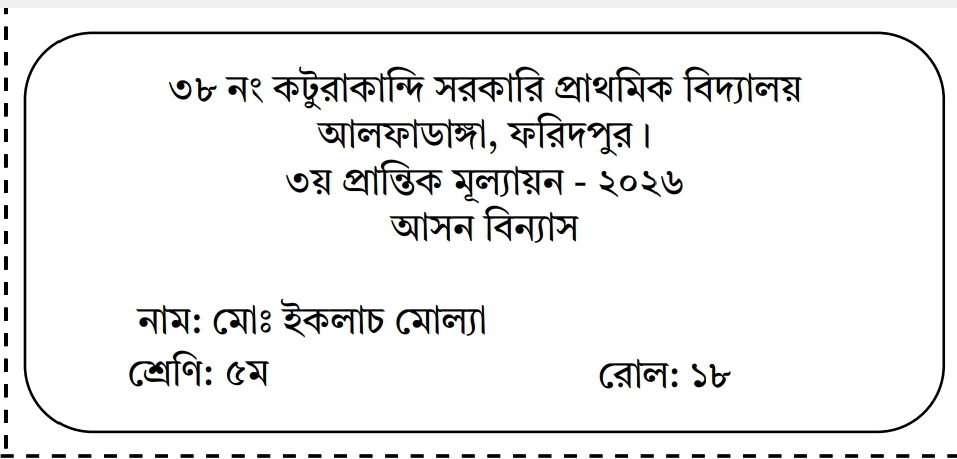 ৩৮ নং কটুরাকান্দি সরকারি প্রাথমিক বিদ্যালয়
আলফাডাঙ্গা, ফরিদপুর।
৩য় প্রান্তিক মূল্যায়ন - ২০২৬
আসন বিন্যাস
নাম: মোঃ ইকলাচ মোল্যা
শ্রেণি: ৫ম রোল: ১৮